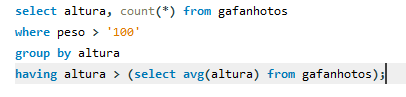 select altura, count(*) from gafanhotos
where peso > '100'
group by altura
having altura > (select avg(altura) from gafanhotos);